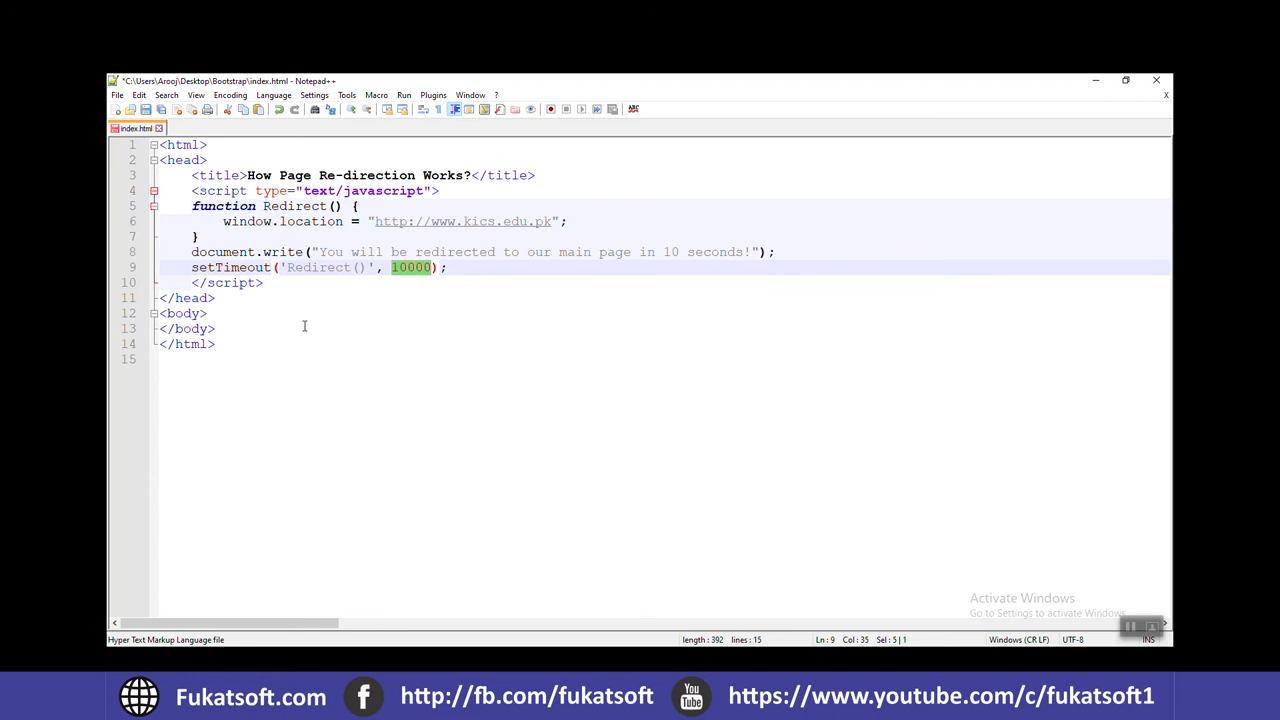 *C:\Users\Arooj\Desktop\Bootstrap\index.html - Notepad++
File Edit Search View Encoding Language Settings Tools Macro Run Plugins Window ? X
index.html
1 <html>
2 <head>
3 <title>How Page Re-direction Works?</title>
4 <script type="text/javascript">
5 function Redirect() {
6 window.location = "http://www.kics.edu.pk";
7 }
8 document.write("You will be redirected to our main page in 10 seconds!");
9 setTimeout('Redirect()', 10000);
10 </script>
11 </head>
12 <body>
13 </body>
14 </html>
15
Activate Windows
Go to Settings to activate Windows.
Hyper Text Markup Language file length : 392 lines : 15 Ln : 9 Col : 35 Sel : 5 | 1 Windows (CR LF) UTF-8 INS
Fukatsoft.com f http://fb.com/fukatsoft You Tube https://www.youtube.com/c/fukatsoft1